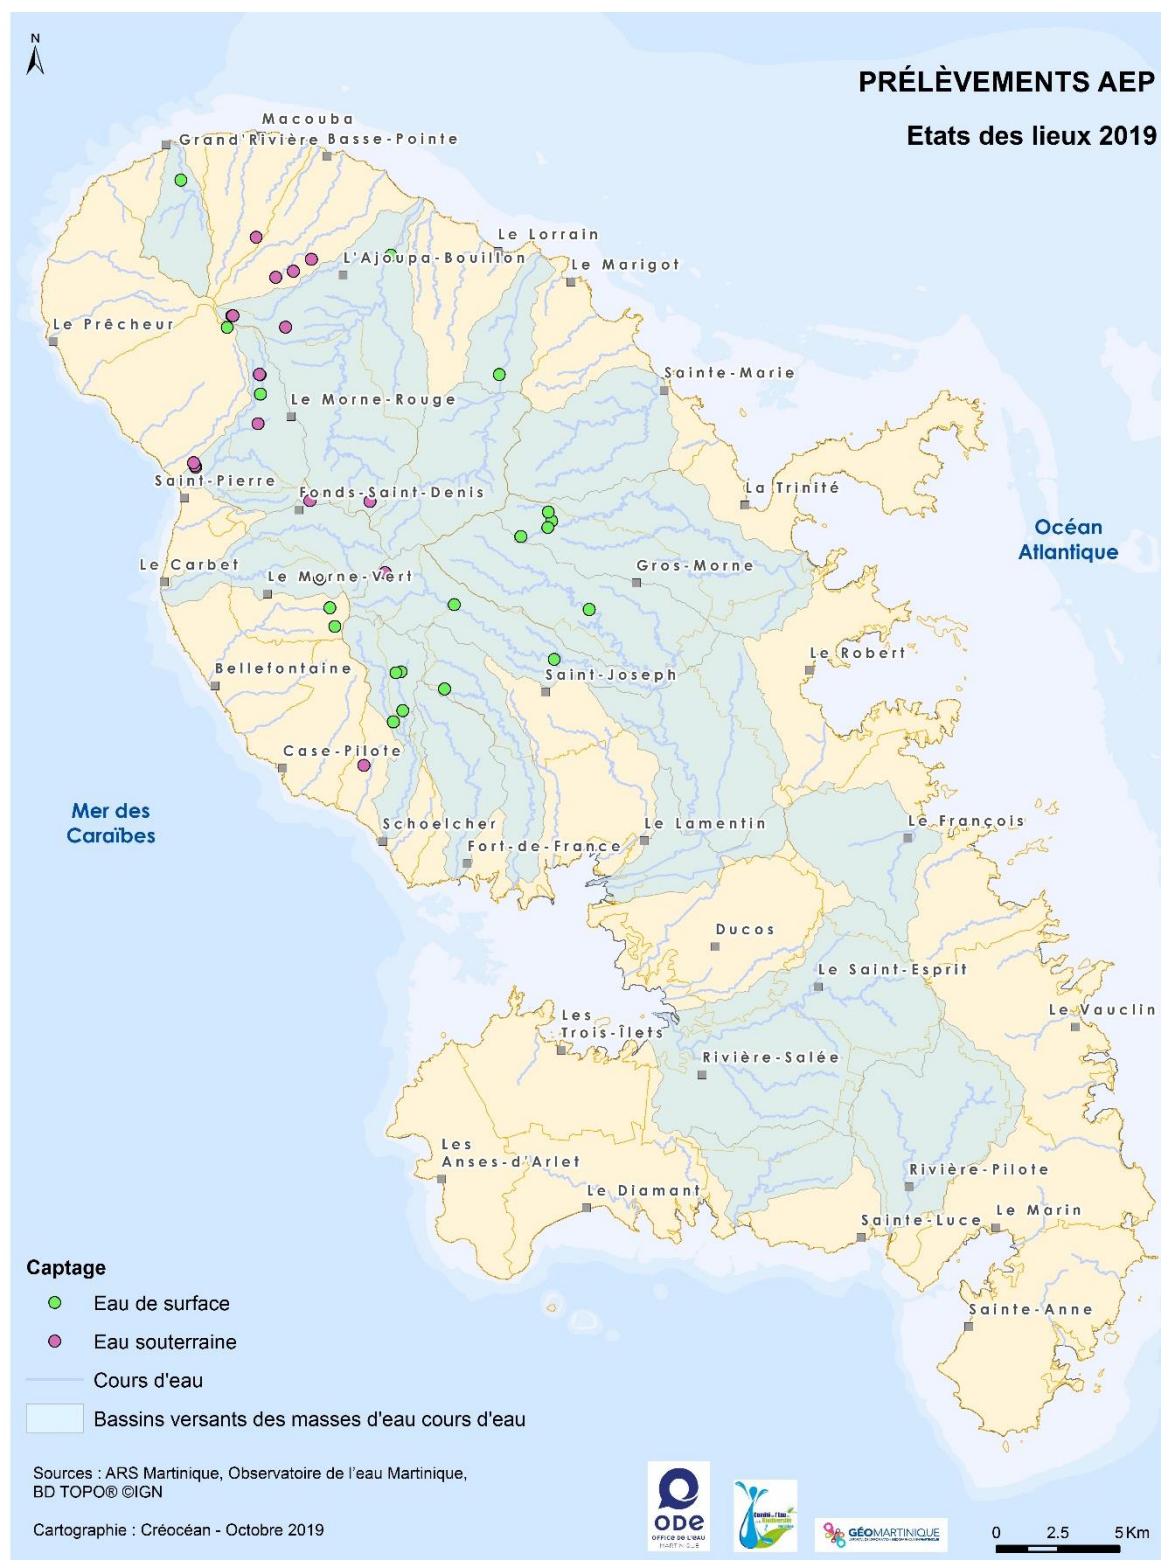 N
PRÉLÈVEMENTS AEP
Etats des lieux 2019
Macouba
Grand'Rivière Basse-Pointe
Le Lorrain
L'Ajoupa-Bouillon
Le Marigot
Le Prêcheur
Sainte-Marie
Le Morne-Rouge
Saint-Pierre
Fonds-Saint-Denis
La Trinité
Océan
Atlantique
Le Carbet
Le Morne-Vert
Gros-Morne
Bellefontaine
Saint-Joseph
Le Robert
Case-Pilote
Mer des
Caraïbes
Schoelcher
Le Lamentin
Le François
Fort-de-France
Ducos
Le Saint-Esprit
Les
Trois-Îlets
Le Vauclin
Rivière-Salée
Les
Anses-d'Arlet
Rivière-Pilote
Le Diamant
Le Marin
Sainte-Luce
Sainte-Anne
Captage
Eau de surface
Eau souterraine
Cours d'eau
Bassins versants des masses d'eau cours d'eau
Sources : ARS Martinique, Observatoire de l'eau Martinique,
BD TOPO® ©IGN
Cartographie : Créocéan - Octobre 2019
ODe
OFFICE DE L'EAU
MARTINIQUE
GÉOMARTINIQUE
0 2.5 5 Km